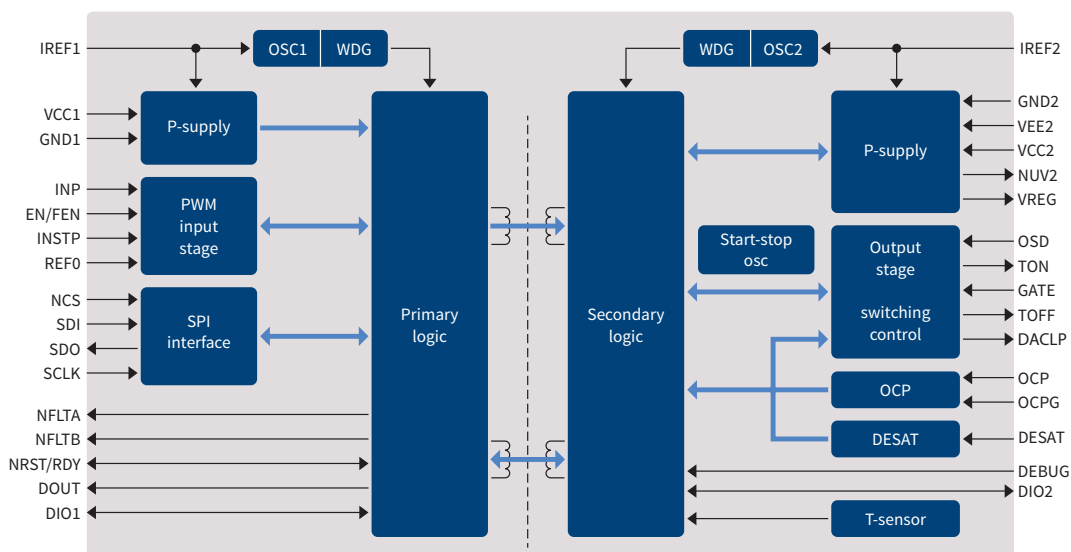 IREF1
OSC1
WDG
WDG
OSC2
IREF2
VCC1
GND1
P-supply
INP
EN/FEN
INSTP
REF0
PWM
input
stage
NCS
SDI
SDO
SCLK
SPI
interface
NFLTA
NFLTB
NRST/RDY
DOUT
DIO1
Primary
logic
Secondary
logic
P-supply
GND2
VEE2
VCC2
NUV2
VREG
Start-stop
osc
Output
stage
switching
control
OSD
TON
GATE
TOFF
DACLP
OCP
OCP
OCPG
DESAT
DESAT
DEBUG
DIO2
T-sensor